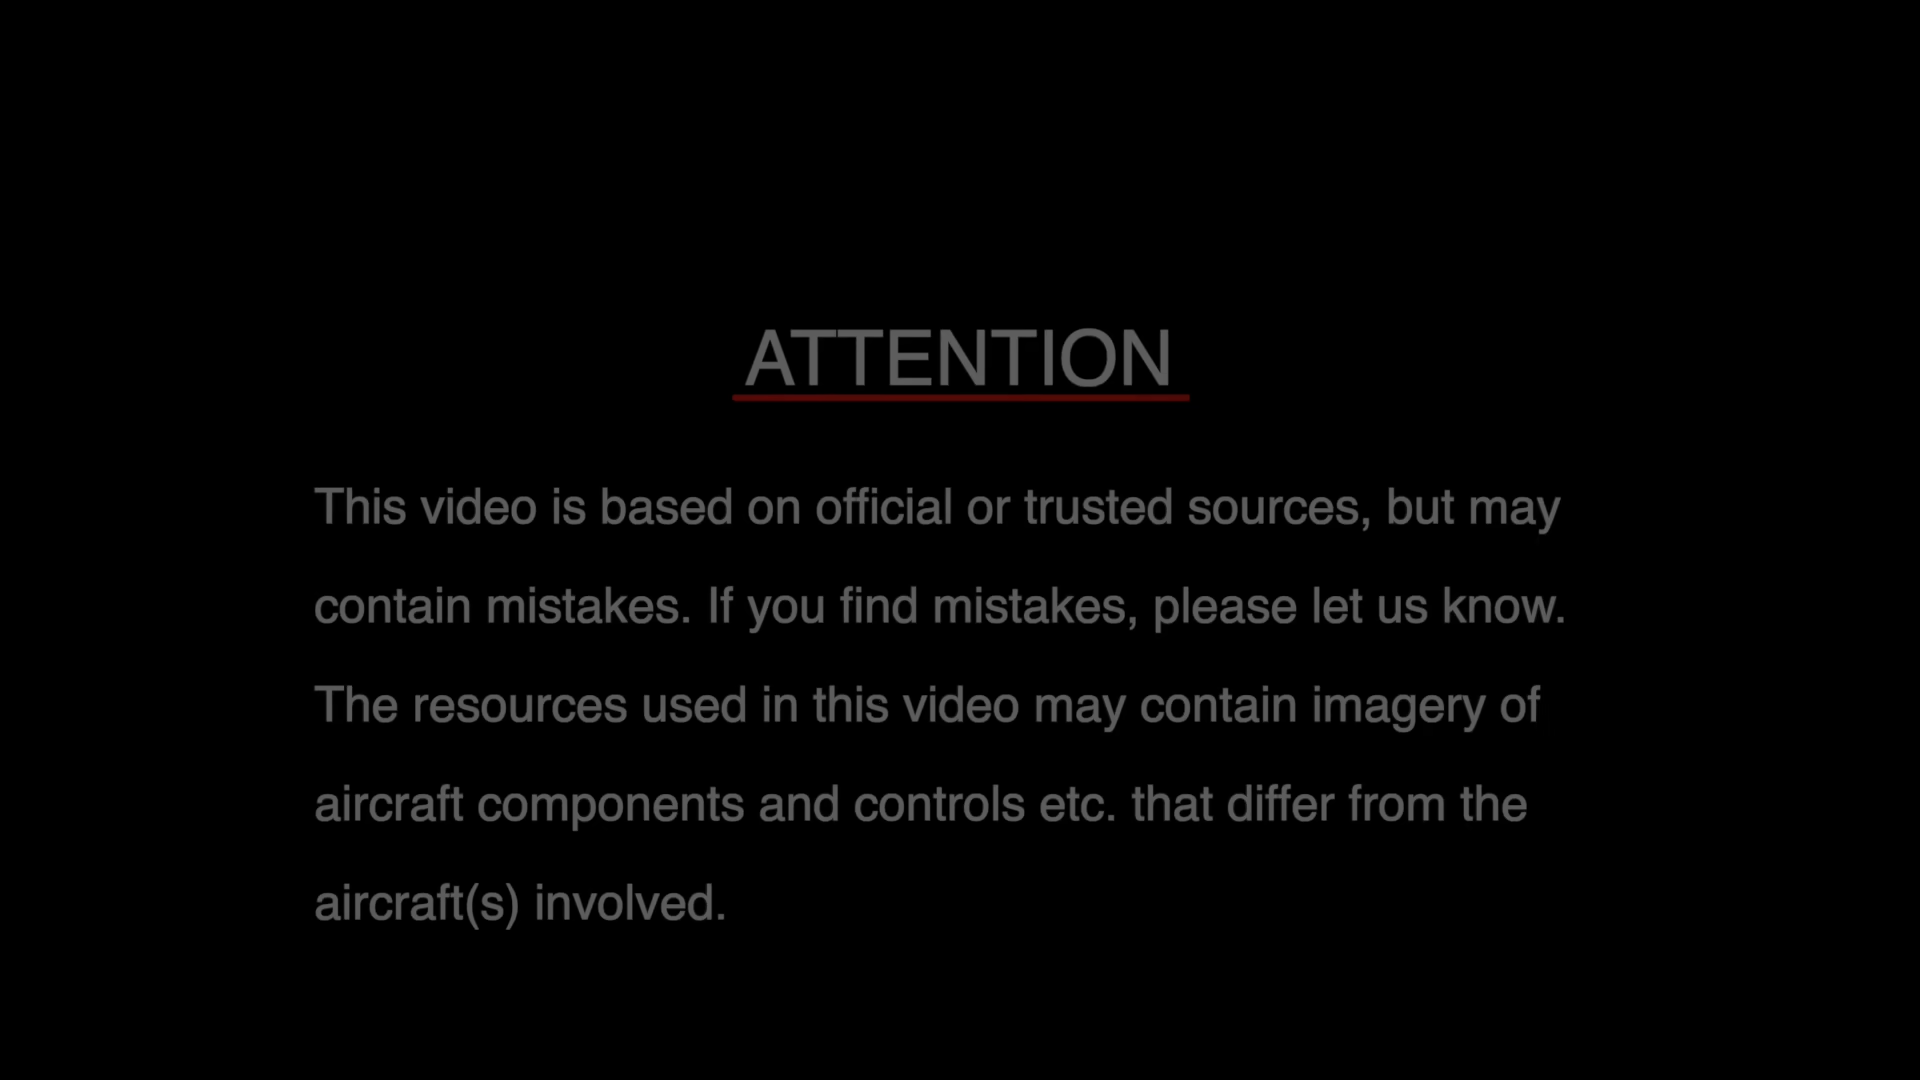 ATTENTION
This video is based on official or trusted sources, but may
contain mistakes. If you find mistakes, please let us know.
The resources used in this video may contain imagery of
aircraft components and controls etc. that differ from the
aircraft(s) involved.